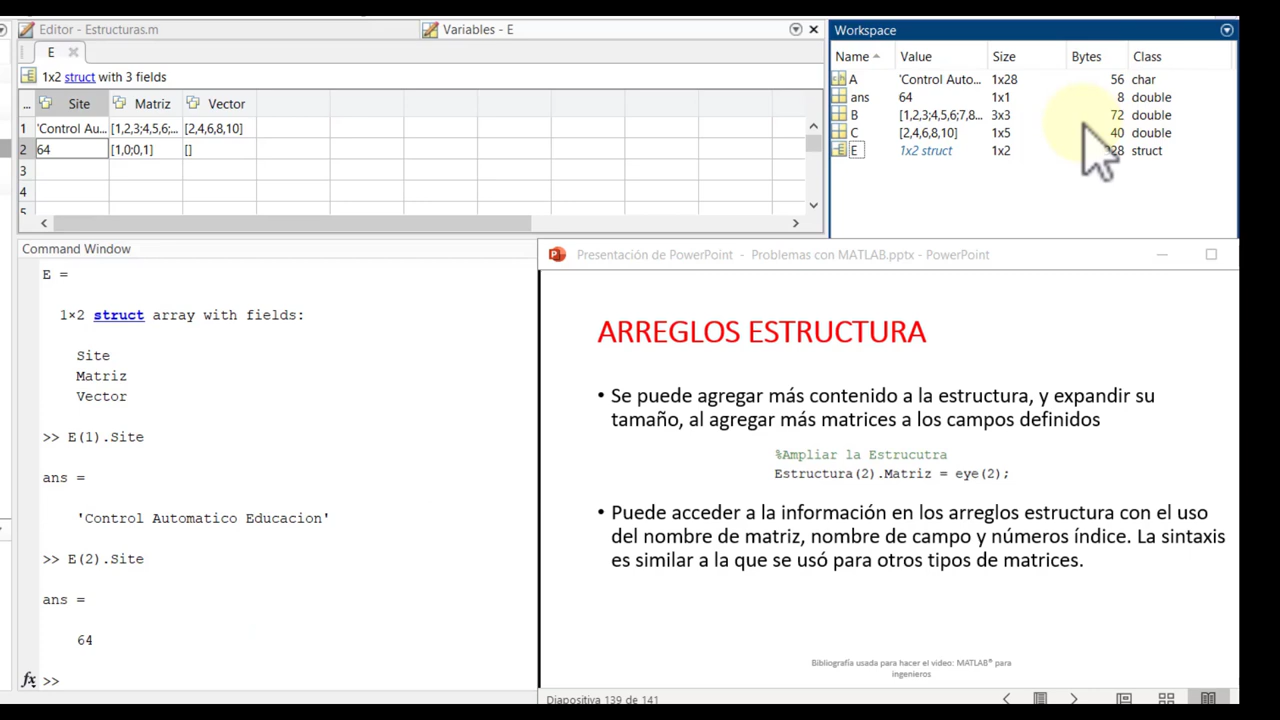 Editor - Estructuras.m
Variables - E
E
1x2 struct with 3 fields
... Site Matriz Vector
1 'Control Au... [1,2,3;4,5,6;... [2,4,6,8,10]
2 64 [1,0;0,1] []
3
4
5
Workspace
Name Value Size Bytes Class
A 'Control Auto... 1x28 56 char
ans 64 1x1 8 double
B [1,2,3;4,5,6;7,8... 3x3 72 double
C [2,4,6,8,10] 1x5 40 double
E 1x2 struct 1x2 struct
Command Window
E =
1×2 struct array with fields:
Site
Matriz
Vector
>> E(1).Site
ans =
'Control Automatico Educacion'
>> E(2).Site
ans =
64
fx >>
Presentación de PowerPoint - Problemas con MATLAB.pptx - PowerPoint
ARREGLOS ESTRUCTURA
• Se puede agregar más contenido a la estructura, y expandir su
tamaño, al agregar más matrices a los campos definidos
%Ampliar la Estrucutra
Estructura(2).Matriz = eye(2);
• Puede acceder a la información en los arreglos estructura con el uso
del nombre de matriz, nombre de campo y números índice. La sintaxis
es similar a la que se usó para otros tipos de matrices.
Bibliografía usada para hacer el video: MATLAB® para
ingenieros
Diapositiva 139 de 141